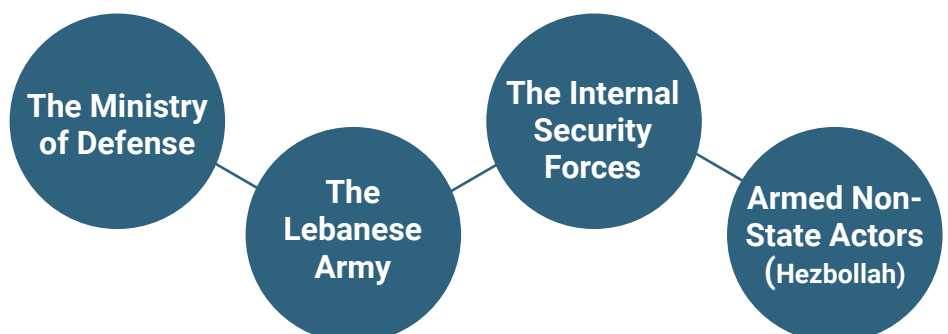 The Ministry
of Defense
The
Lebanese
Army
The Internal
Security
Forces
Armed Non-
State Actors
(Hezbollah)